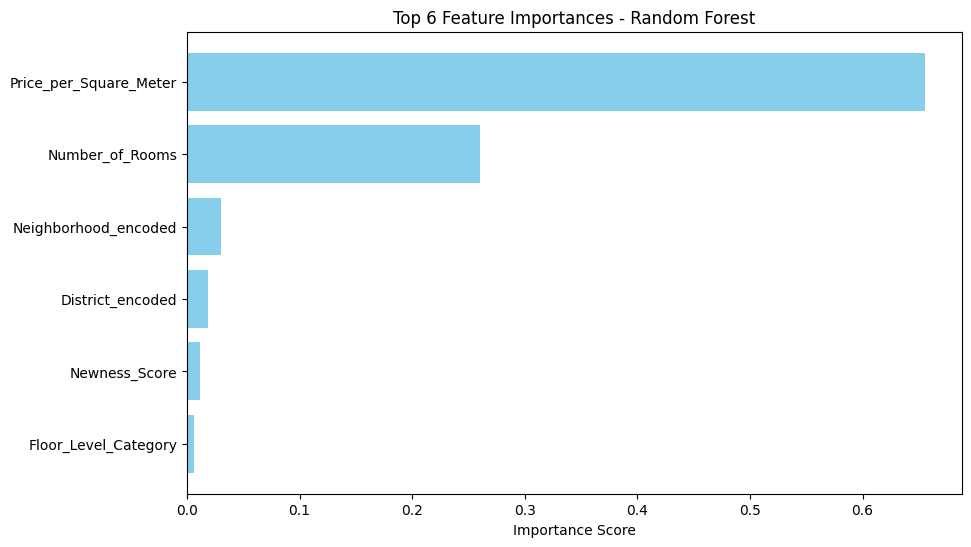 Top 6 Feature Importances - Random Forest
Price_per_Square_Meter
Number_of_Rooms
Neighborhood_encoded
District_encoded
Newness_Score
Floor_Level_Category
0.0 0.1 0.2 0.3 0.4 0.5 0.6
Importance Score